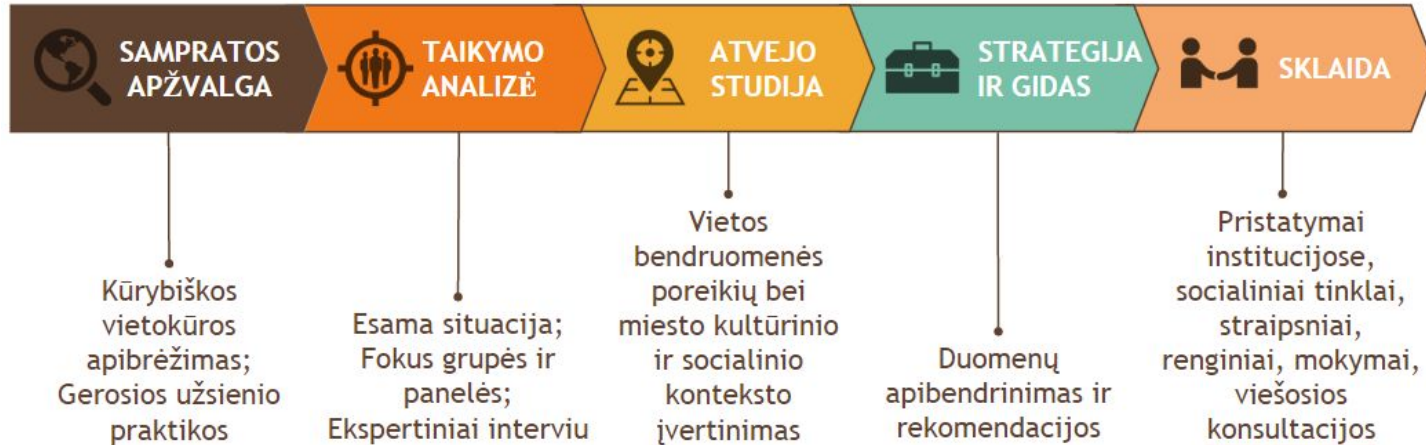 SAMPRATOS
APŽVALGA
TAIKYMO
ANALIZĖ
ATVEJO
STUDIJA
STRATEGIJA
IR GIDAS
SKLAIDA
Kūrybiškos
vietokūros
apibrėžimas;
Gerosios užsienio
praktikos
Esama situacija;
Fokus grupės ir
panelės;
Ekspertiniai interviu
Vietos
bendruomenės
poreikių bei
miesto kultūrinio
ir socialinio
konteksto
įvertinimas
Duomenų
apibendrinimas ir
rekomendacijos
Pristatymai
institucijose,
socialiniai tinklai,
straipsniai,
renginiai, mokymai,
viešosios
konsultacijos